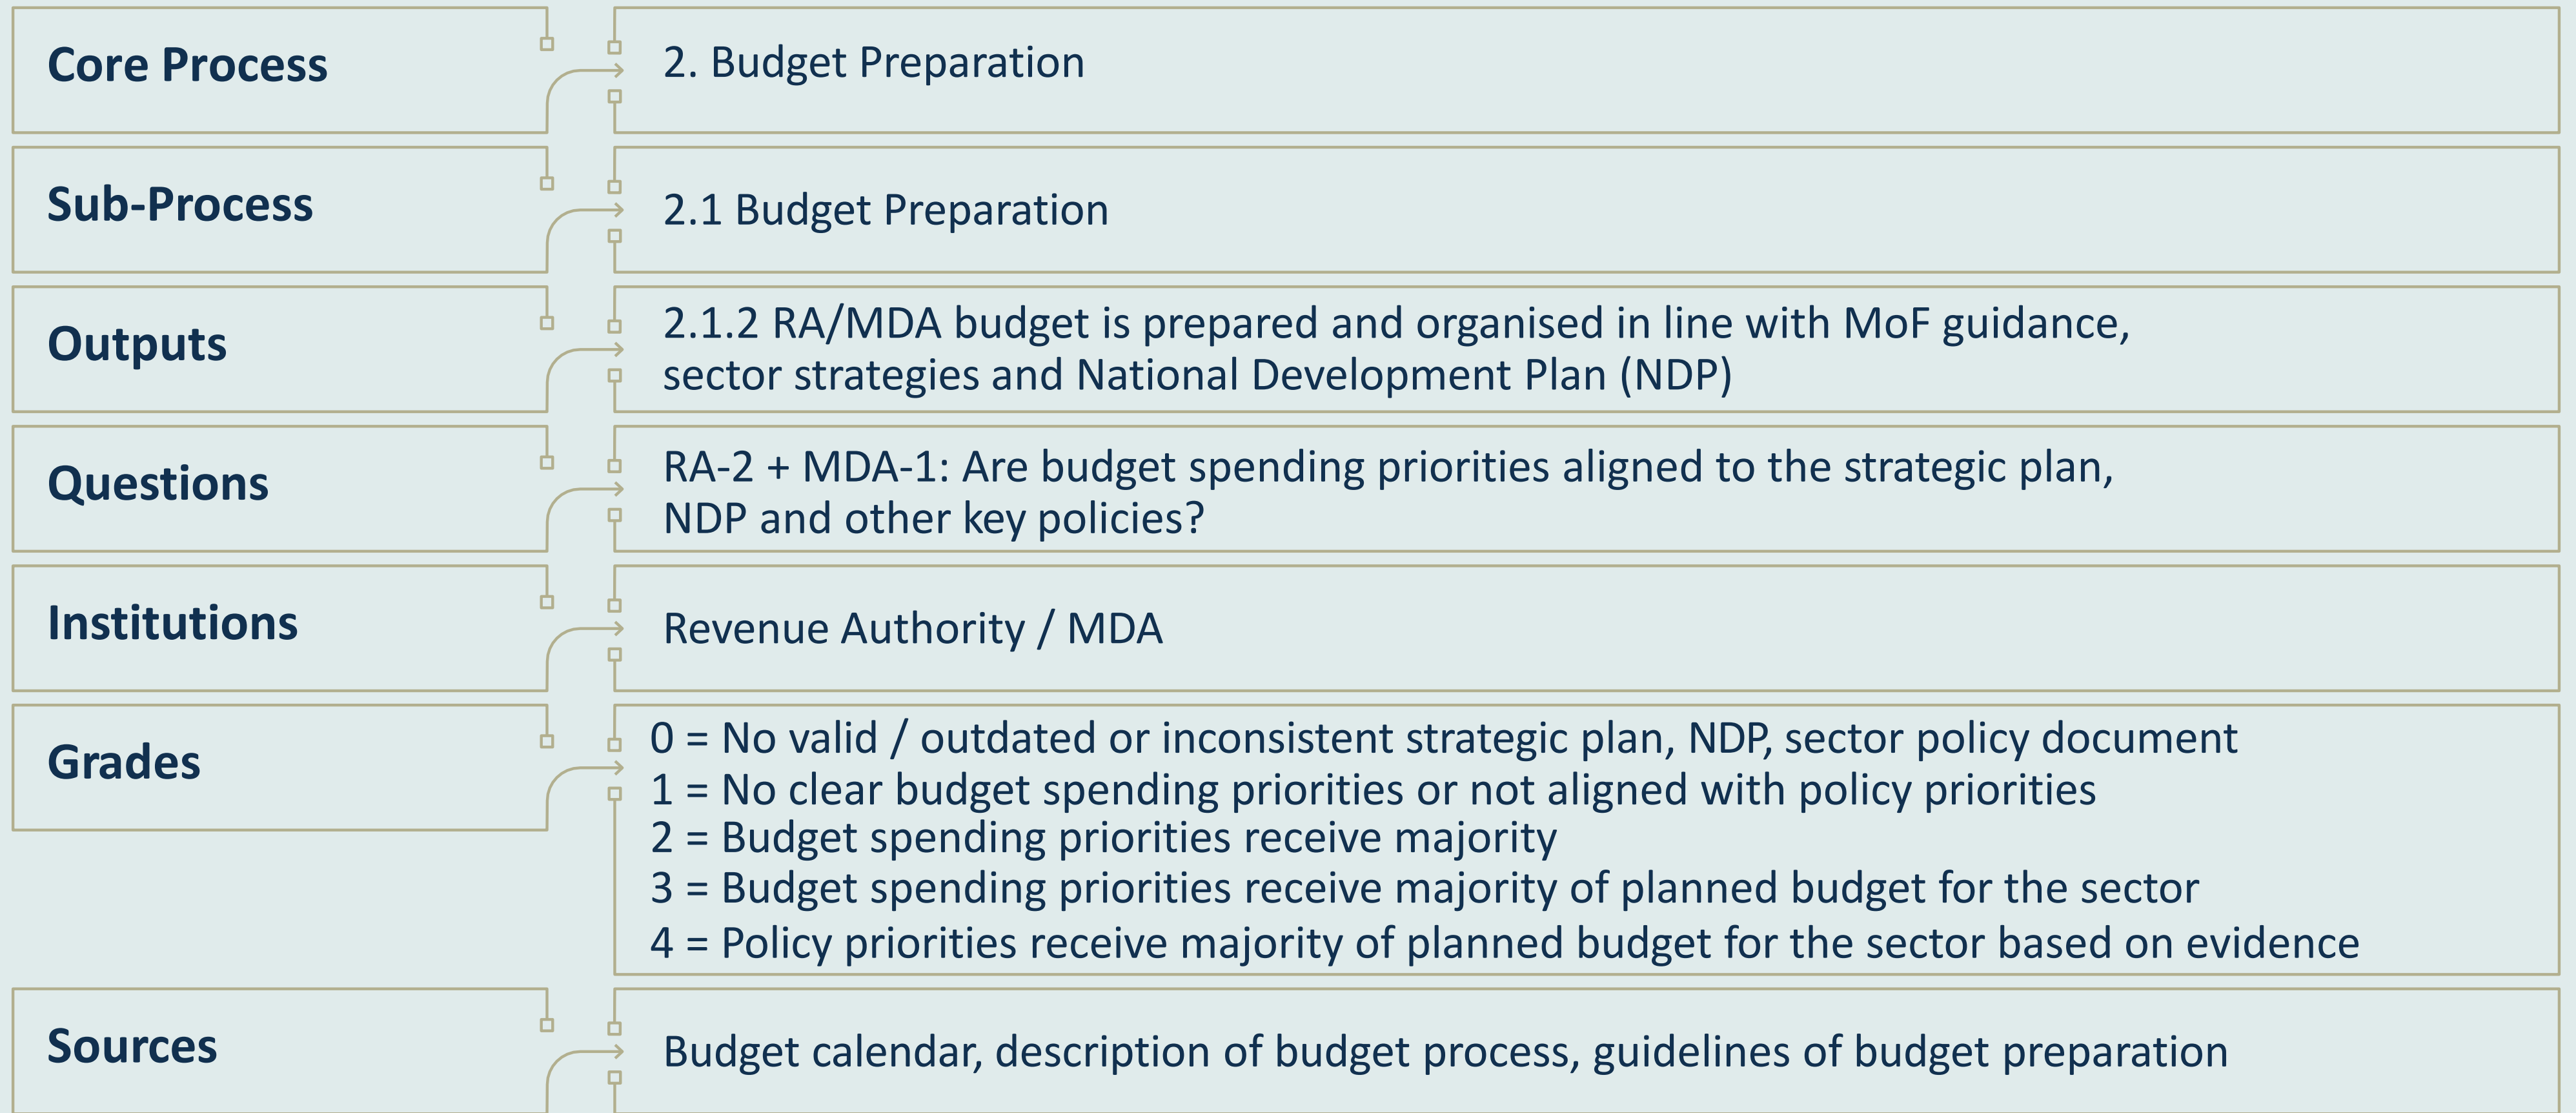 Core Process
2. Budget Preparation
Sub-Process
2.1 Budget Preparation
Outputs
2.1.2 RA/MDA budget is prepared and organised in line with MoF guidance,
sector strategies and National Development Plan (NDP)
Questions
RA-2 + MDA-1: Are budget spending priorities aligned to the strategic plan,
NDP and other key policies?
Institutions
Revenue Authority / MDA
Grades
0 = No valid / outdated or inconsistent strategic plan, NDP, sector policy document
1 = No clear budget spending priorities or not aligned with policy priorities
2 = Budget spending priorities receive majority
3 = Budget spending priorities receive majority of planned budget for the sector
4 = Policy priorities receive majority of planned budget for the sector based on evidence
Sources
Budget calendar, description of budget process, guidelines of budget preparation